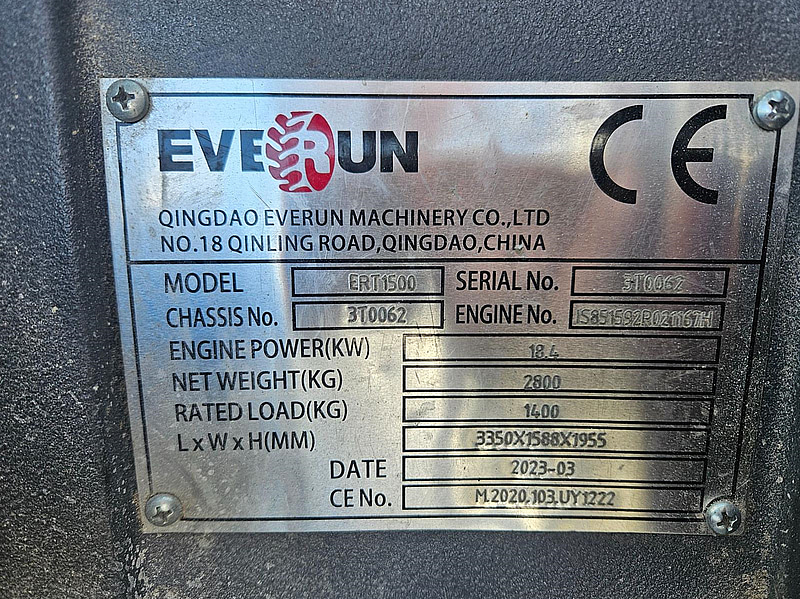 EVERUN
CE
QINGDAO EVERUN MACHINERY CO.,LTD
NO.18 QINLING ROAD,QINGDAO,CHINA
MODEL ERT1500 SERIAL No. 3T0062
CHASSIS No. 3T0062 ENGINE No. JS851592R021167H
ENGINE POWER(KW) 18.4
NET WEIGHT(KG) 2800
RATED LOAD(KG) 1400
L x W x H(MM) 3350X1588X1955
DATE 2023-03
CE No. M.2020.103.UY1222